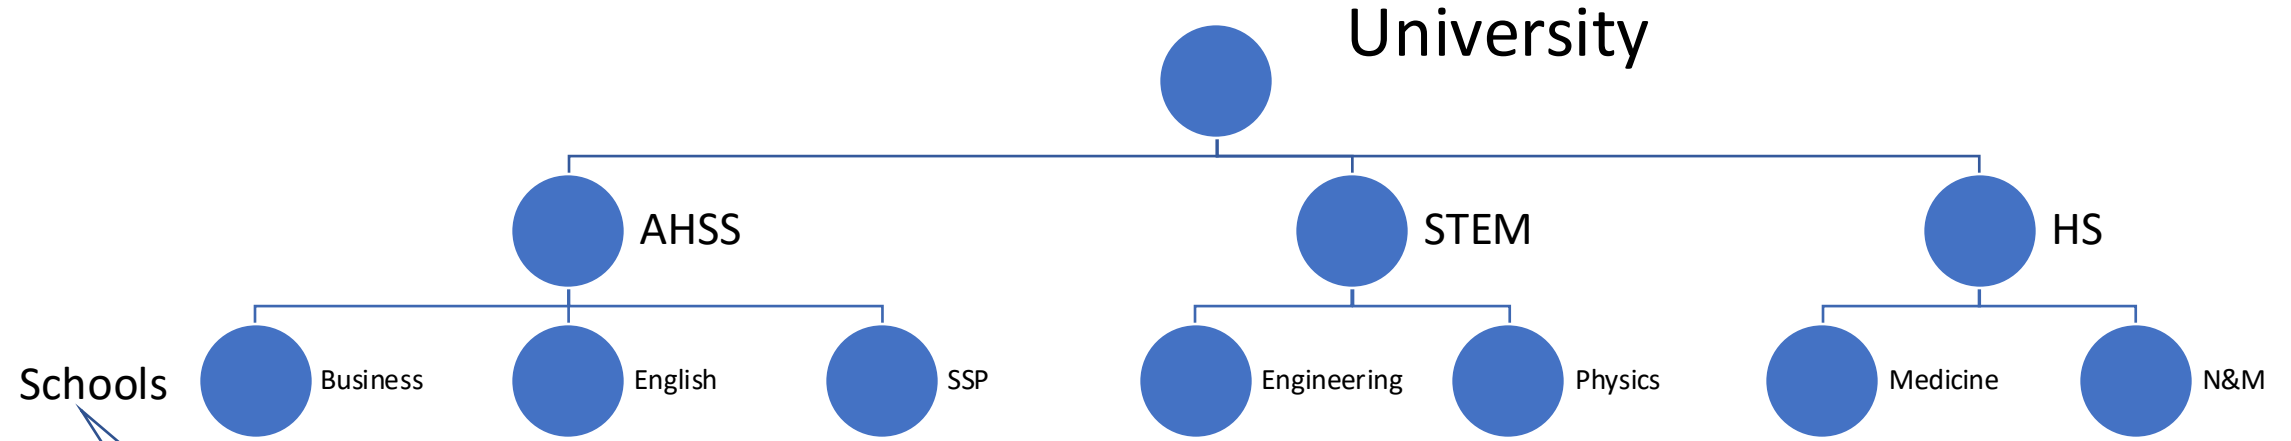 University
AHSS
STEM
HS
Schools
Business
English
SSP
Engineering
Physics
Medicine
N&M